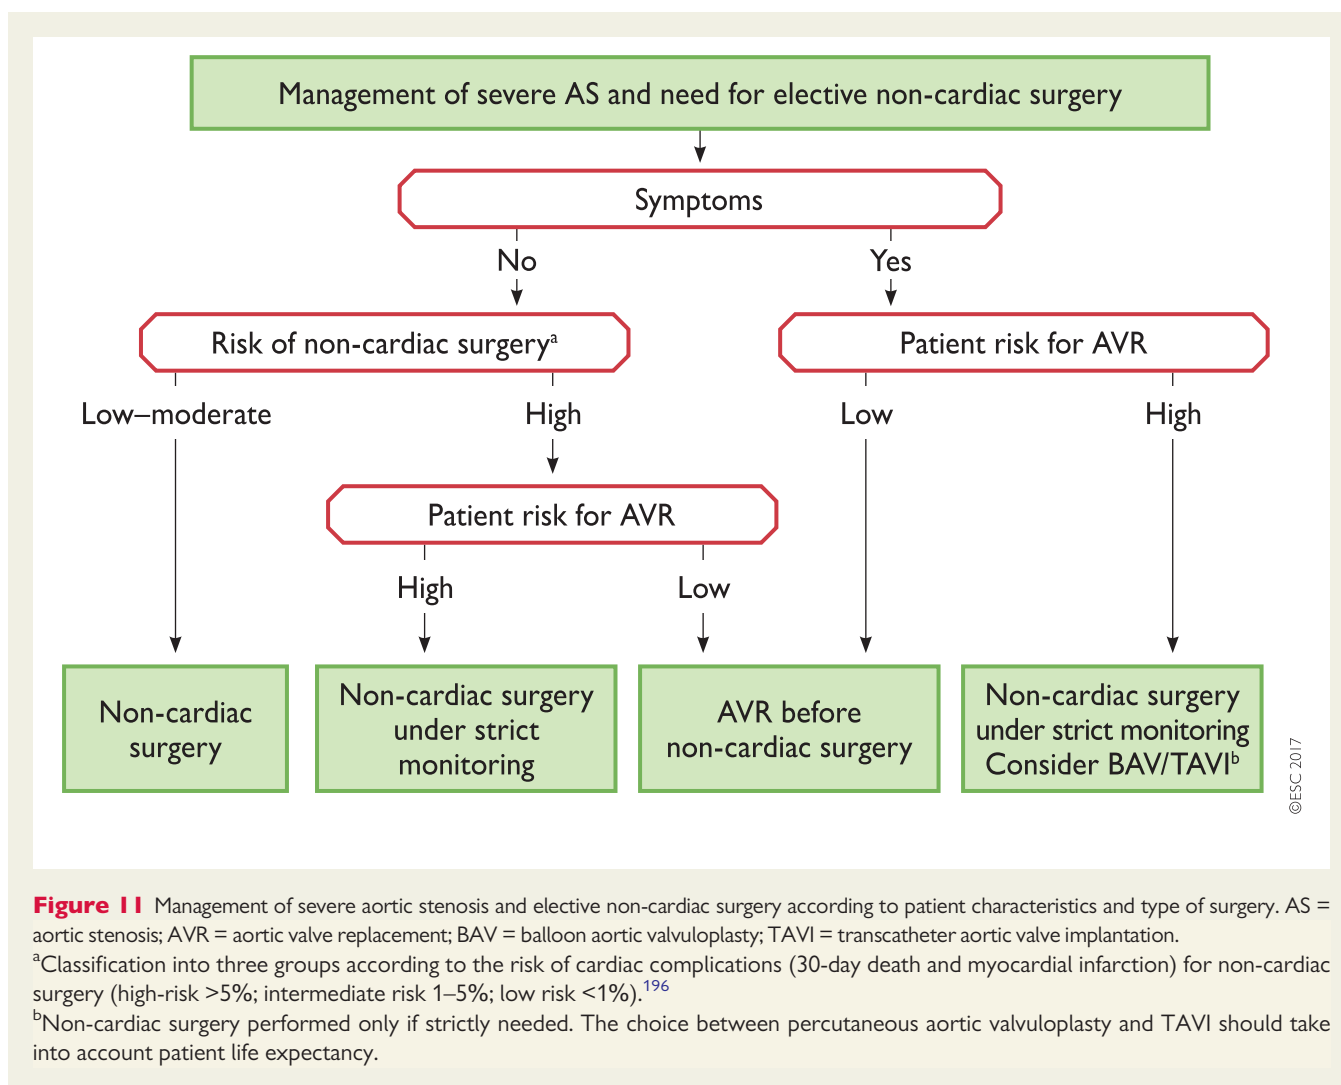 Management of severe AS and need for elective non-cardiac surgery
Symptoms
No
Yes
Risk of non-cardiac surgeryᵃ
Patient risk for AVR
Low–moderate
High
Low
High
Patient risk for AVR
High
Low
Non-cardiac
surgery
Non-cardiac surgery
under strict
monitoring
AVR before
non-cardiac surgery
Non-cardiac surgery
under strict monitoring
Consider BAV/TAVIᵇ
©ESC 2017
Figure 11 Management of severe aortic stenosis and elective non-cardiac surgery according to patient characteristics and type of surgery. AS =
aortic stenosis; AVR = aortic valve replacement; BAV = balloon aortic valvuloplasty; TAVI = transcatheter aortic valve implantation.
ᵃClassification into three groups according to the risk of cardiac complications (30-day death and myocardial infarction) for non-cardiac
surgery (high-risk >5%; intermediate risk 1–5%; low risk <1%).¹⁹⁶
ᵇNon-cardiac surgery performed only if strictly needed. The choice between percutaneous aortic valvuloplasty and TAVI should take
into account patient life expectancy.